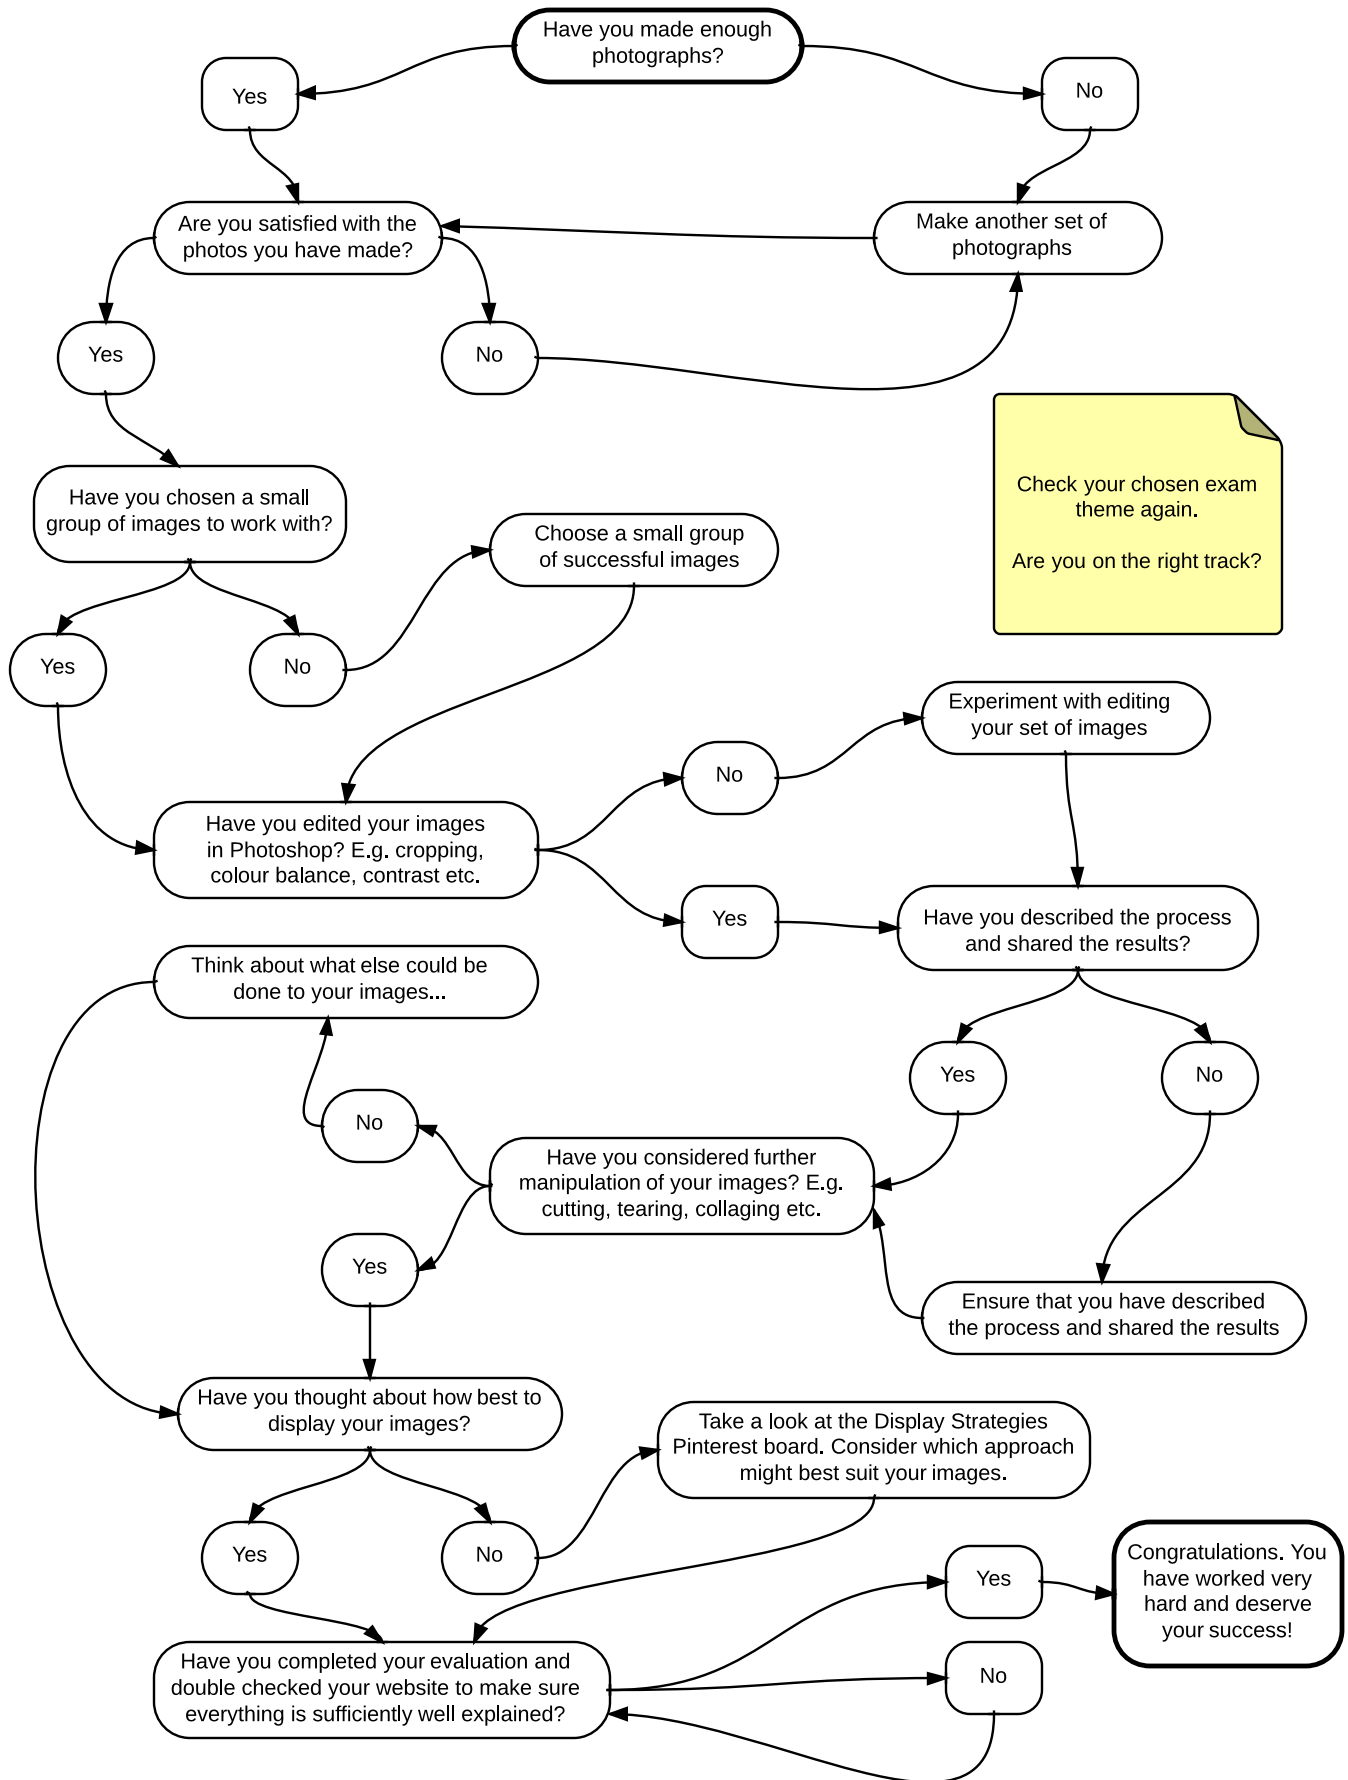 Have you made enough
photographs?
Yes
No
Are you satisfied with the
photos you have made?
Make another set of
photographs
Yes
No
Check your chosen exam
theme again.
Are you on the right track?
Have you chosen a small
group of images to work with?
Choose a small group
of successful images
Yes
No
Experiment with editing
your set of images
No
Have you edited your images
in Photoshop? E.g. cropping,
colour balance, contrast etc.
Yes
Have you described the process
and shared the results?
Think about what else could be
done to your images...
Yes
No
No
Have you considered further
manipulation of your images? E.g.
cutting, tearing, collaging etc.
Yes
Ensure that you have described
the process and shared the results
Have you thought about how best to
display your images?
Take a look at the Display Strategies
Pinterest board. Consider which approach
might best suit your images.
Yes
No
Yes
Congratulations. You
have worked very
hard and deserve
your success!
Have you completed your evaluation and
double checked your website to make sure
everything is sufficiently well explained?
No